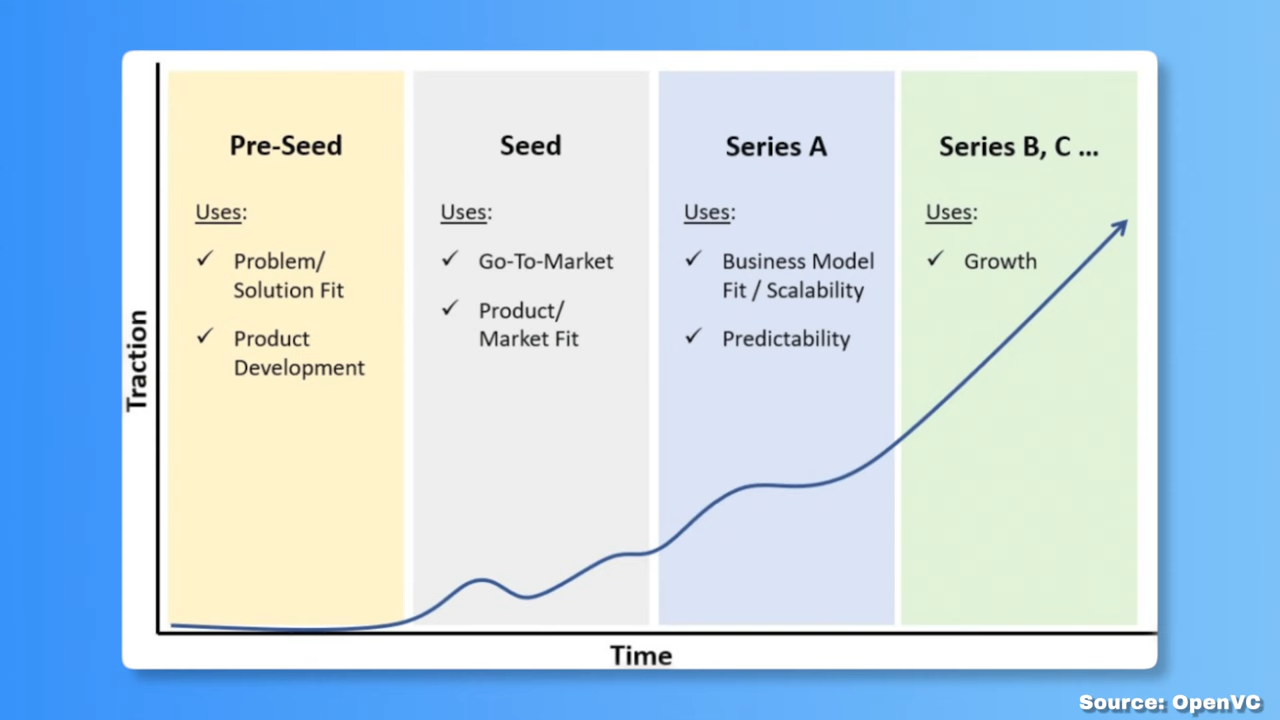 Pre-Seed
Uses:
✓ Problem/
Solution Fit
✓ Product
Development
Seed
Uses:
✓ Go-To-Market
✓ Product/
Market Fit
Series A
Uses:
✓ Business Model
Fit / Scalability
✓ Predictability
Series B, C ...
Uses:
✓ Growth
Traction
Time
Source: OpenVC